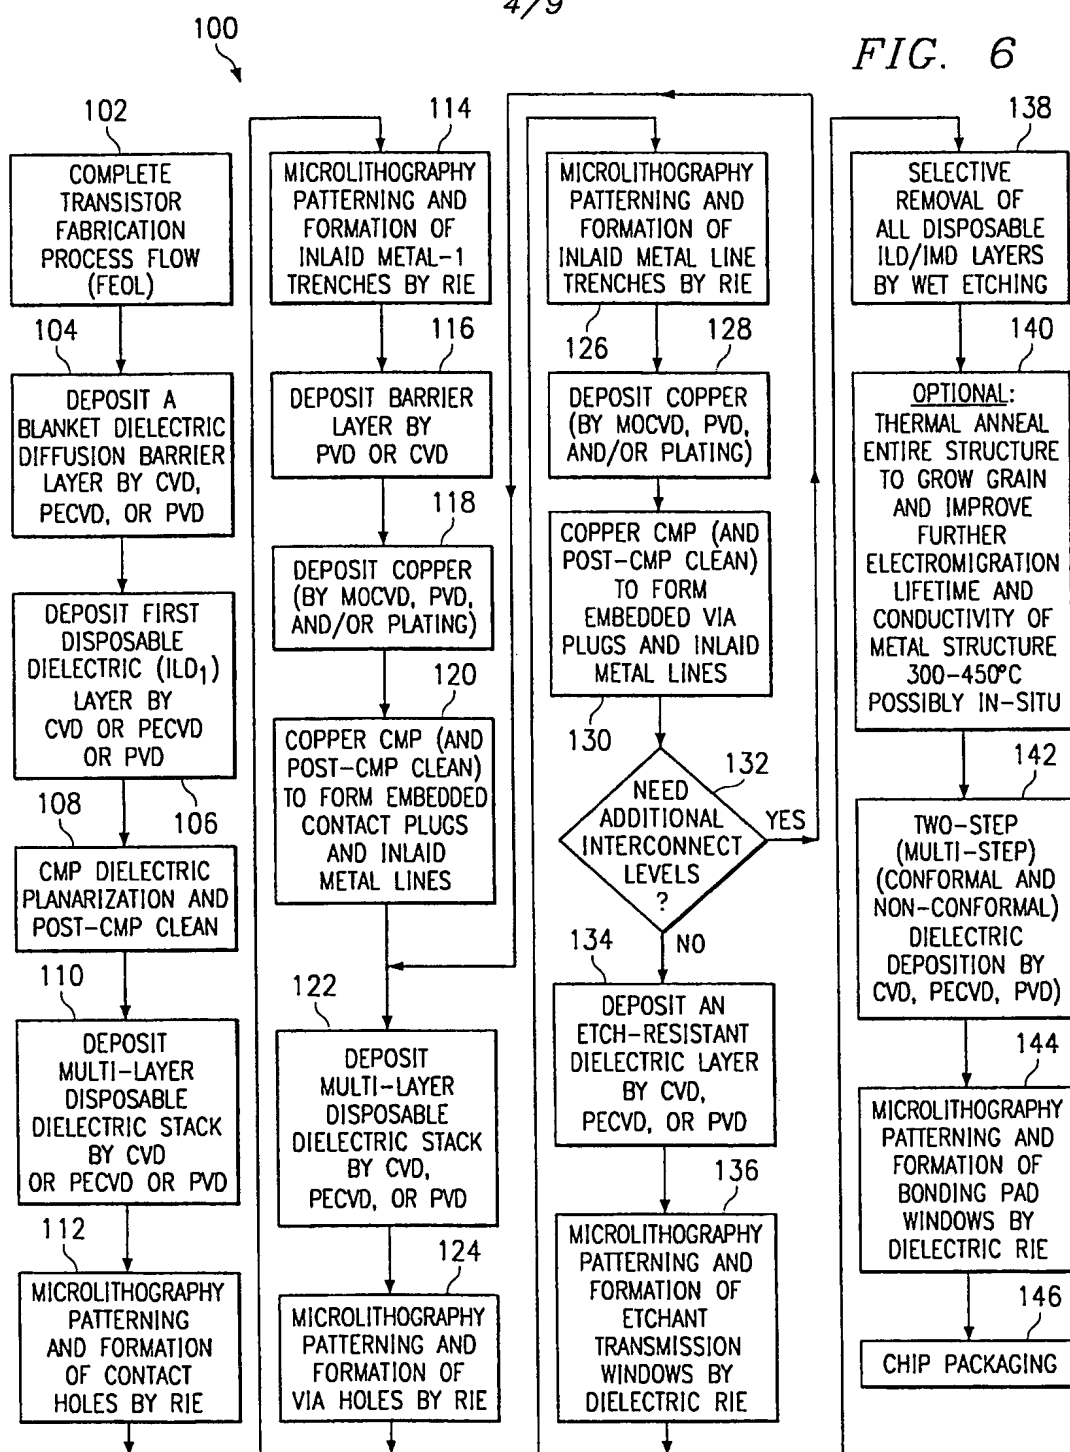 4/9
FIG. 6
100
102
COMPLETE
TRANSISTOR
FABRICATION
PROCESS FLOW
(FEOL)
104
DEPOSIT A
BLANKET DIELECTRIC
DIFFUSION BARRIER
LAYER BY CVD,
PECVD, OR PVD
DEPOSIT FIRST
DISPOSABLE
DIELECTRIC (ILD1)
LAYER BY
CVD OR PECVD
OR PVD
106
108
CMP DIELECTRIC
PLANARIZATION AND
POST-CMP CLEAN
110
DEPOSIT
MULTI-LAYER
DISPOSABLE
DIELECTRIC STACK
BY CVD
OR PECVD OR PVD
112
MICROLITHOGRAPHY
PATTERNING
AND FORMATION
OF CONTACT
HOLES BY RIE
114
MICROLITHOGRAPHY
PATTERNING AND
FORMATION OF
INLAID METAL-1
TRENCHES BY RIE
116
DEPOSIT BARRIER
LAYER BY
PVD OR CVD
118
DEPOSIT COPPER
(BY MOCVD, PVD,
AND/OR PLATING)
120
COPPER CMP (AND
POST-CMP CLEAN)
TO FORM EMBEDDED
CONTACT PLUGS
AND INLAID
METAL LINES
122
DEPOSIT
MULTI-LAYER
DISPOSABLE
DIELECTRIC STACK
BY CVD,
PECVD, OR PVD
124
MICROLITHOGRAPHY
PATTERNING AND
FORMATION OF
VIA HOLES BY RIE
MICROLITHOGRAPHY
PATTERNING AND
FORMATION OF
INLAID METAL LINE
TRENCHES BY RIE
126
128
DEPOSIT COPPER
(BY MOCVD, PVD,
AND/OR PLATING)
COPPER CMP (AND
POST-CMP CLEAN)
TO FORM
EMBEDDED VIA
PLUGS AND INLAID
METAL LINES
130
132
NEED
ADDITIONAL
INTERCONNECT
LEVELS
?
YES
NO
134
DEPOSIT AN
ETCH-RESISTANT
DIELECTRIC LAYER
BY CVD,
PECVD, OR PVD
136
MICROLITHOGRAPHY
PATTERNING AND
FORMATION OF
ETCHANT
TRANSMISSION
WINDOWS BY
DIELECTRIC RIE
138
SELECTIVE
REMOVAL OF
ALL DISPOSABLE
ILD/IMD LAYERS
BY WET ETCHING
140
OPTIONAL:
THERMAL ANNEAL
ENTIRE STRUCTURE
TO GROW GRAIN
AND IMPROVE
FURTHER
ELECTROMIGRATION
LIFETIME AND
CONDUCTIVITY OF
METAL STRUCTURE
300-450°C
POSSIBLY IN-SITU
142
TWO-STEP
(MULTI-STEP)
(CONFORMAL AND
NON-CONFORMAL)
DIELECTRIC
DEPOSITION BY
CVD, PECVD, PVD)
144
MICROLITHOGRAPHY
PATTERNING AND
FORMATION OF
BONDING PAD
WINDOWS BY
DIELECTRIC RIE
146
CHIP PACKAGING